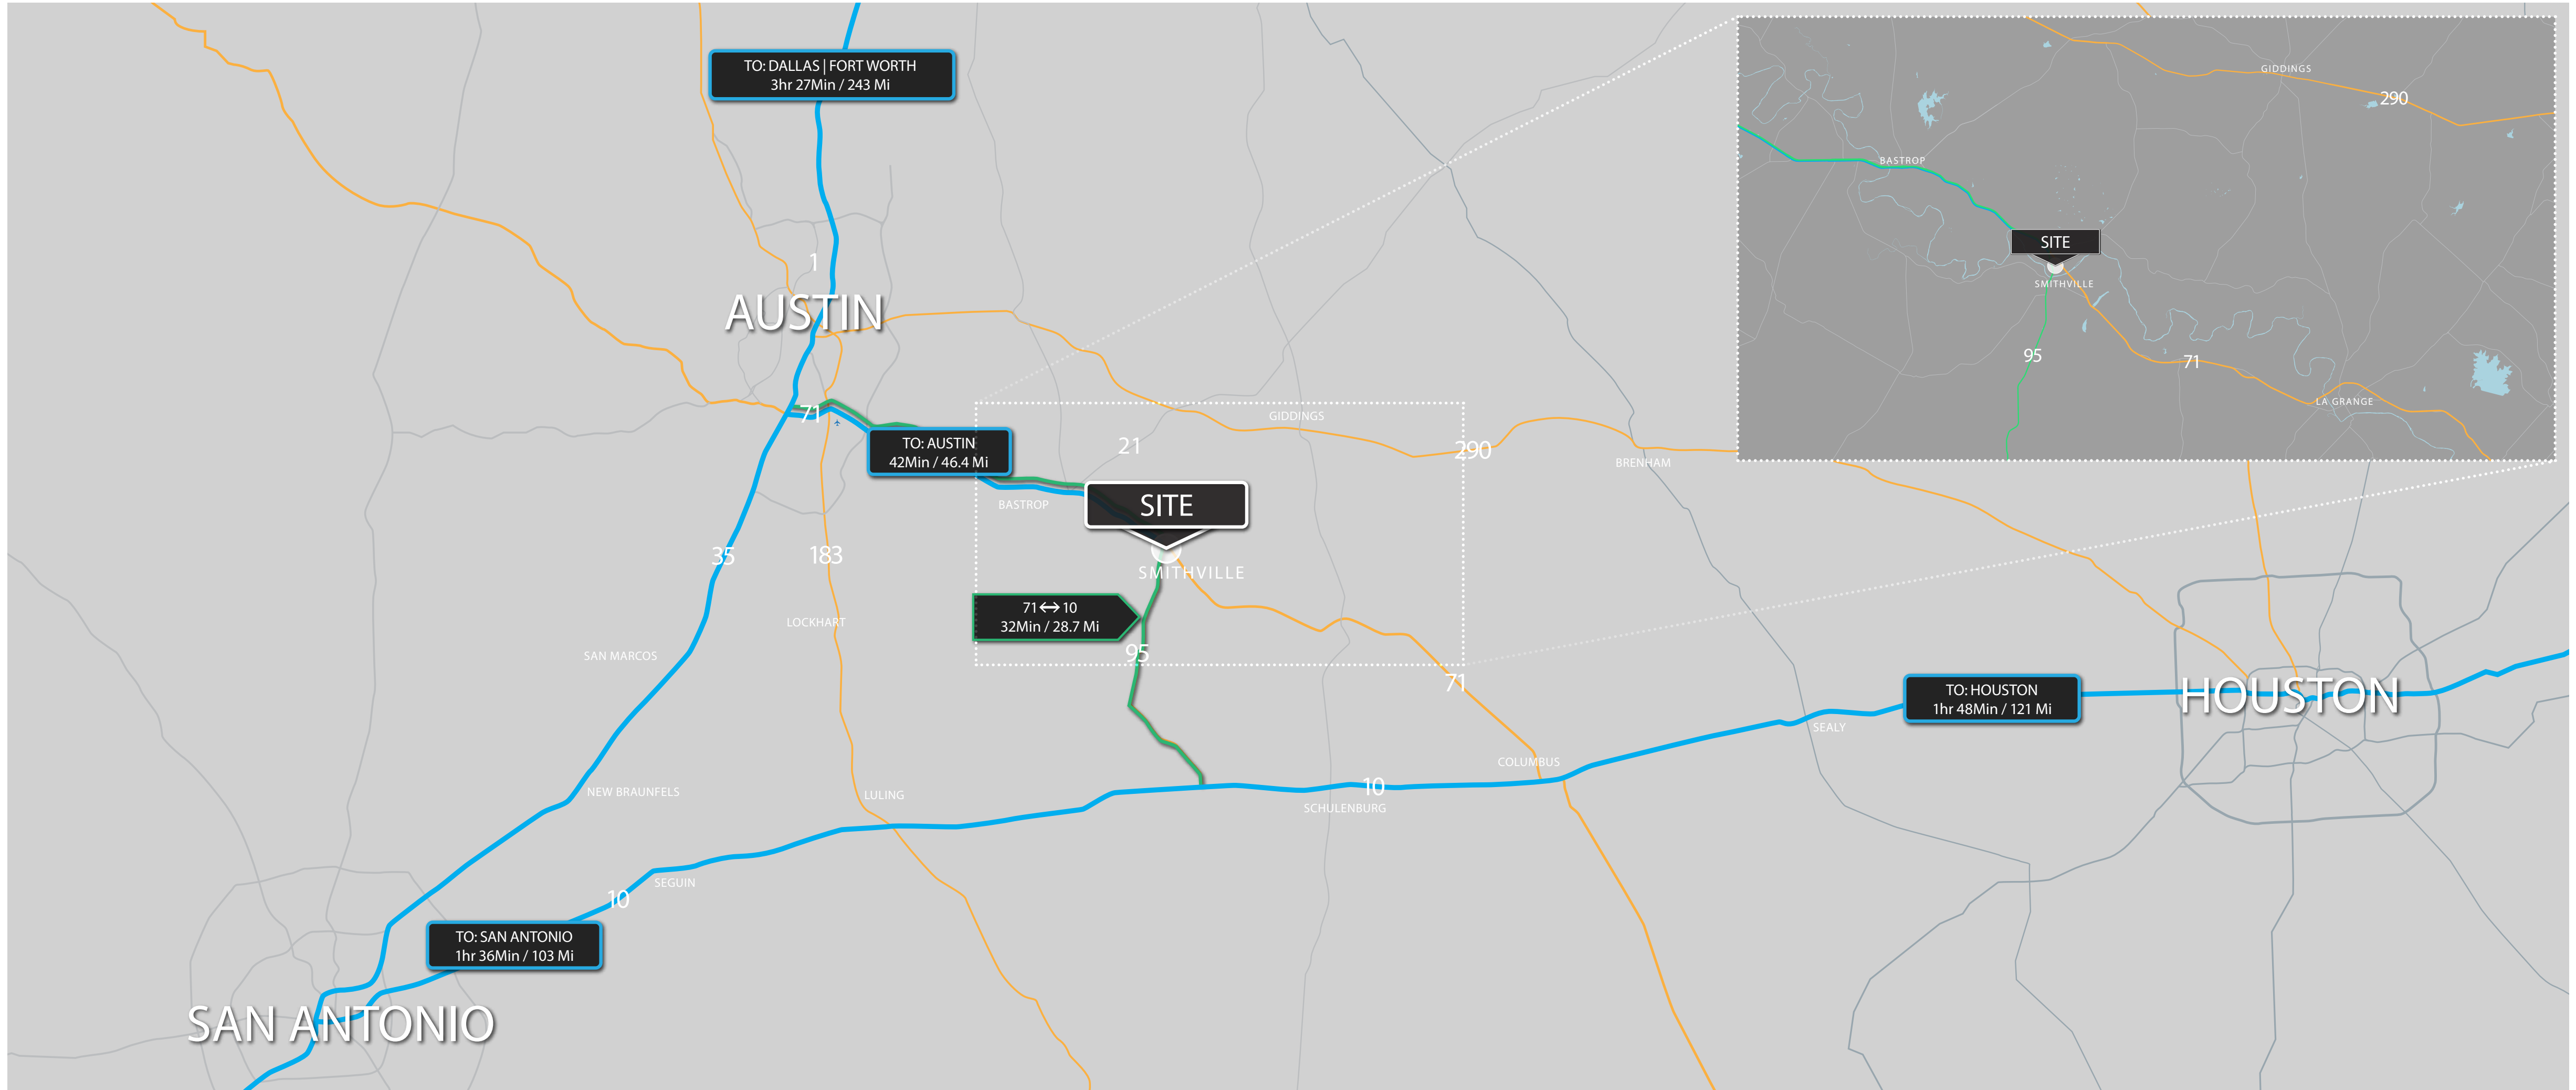 TO: DALLAS | FORT WORTH
3hr 27Min / 243 Mi
GIDDINGS
290
BASTROP
SITE
SMITHVILLE
95
71
LA GRANGE
1
AUSTIN
71
TO: AUSTIN
42Min / 46.4 Mi
GIDDINGS
21
290
BRENHAM
BASTROP
SITE
SMITHVILLE
35
183
71↔10
32Min / 28.7 Mi
LOCKHART
SAN MARCOS
95
71
TO: HOUSTON
1hr 48Min / 121 Mi
HOUSTON
SEALY
COLUMBUS
NEW BRAUNFELS
LULING
10
SCHULENBURG
SEGUIN
10
TO: SAN ANTONIO
1hr 36Min / 103 Mi
SAN ANTONIO